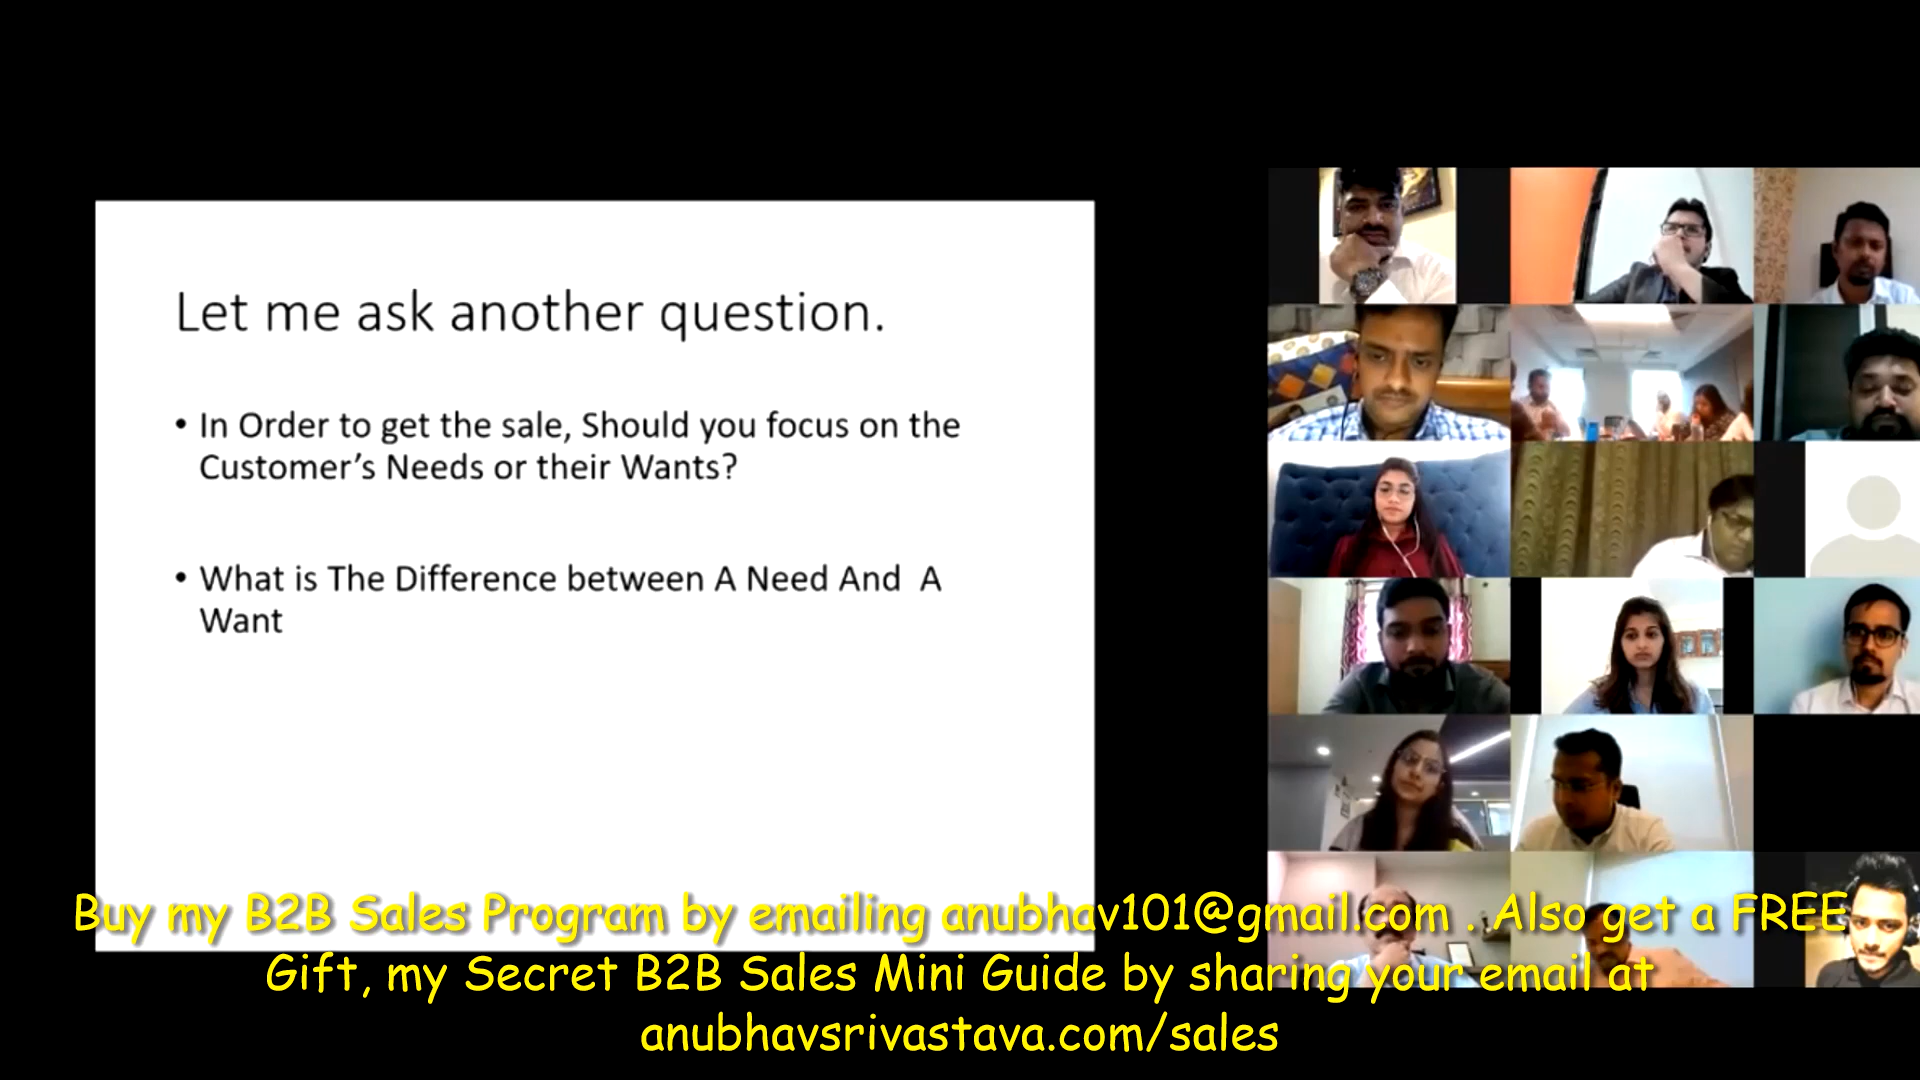 Let me ask another question.
• In Order to get the sale, Should you focus on the
Customer’s Needs or their Wants?
• What is The Difference between A Need And  A
Want
Buy my B2B Sales Program by emailing anubhav101@gmail.com . Also get a FREE
Gift, my Secret B2B Sales Mini Guide by sharing your email at
anubhavsrivastava.com/sales